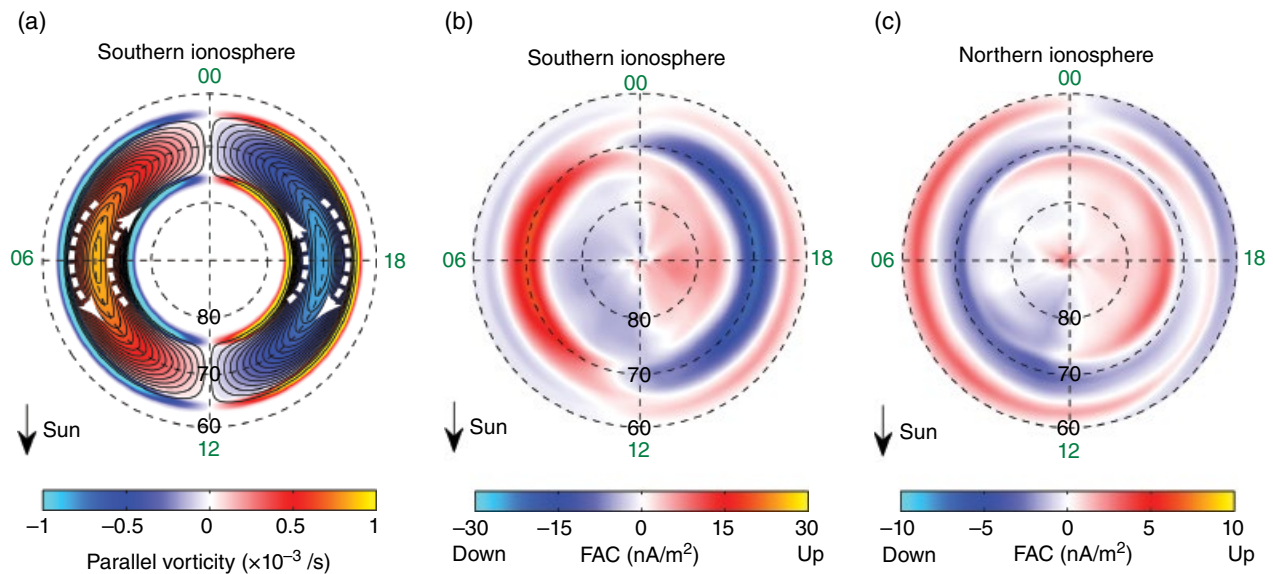 (a)
Southern ionosphere
00
06
18
80
70
60
12
Sun
−1 −0.5 0 0.5 1
Parallel vorticity (×10⁻³ /s)
(b)
Southern ionosphere
00
06
18
80
70
60
12
Sun
−30 −15 0 15 30
Down FAC (nA/m²) Up
(c)
Northern ionosphere
00
06
18
80
70
60
12
Sun
−10 −5 0 5 10
Down FAC (nA/m²) Up